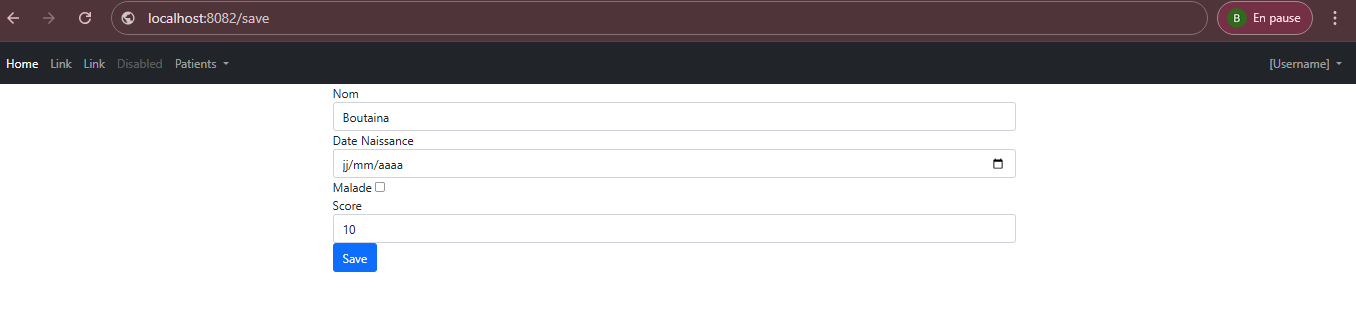 localhost:8082/save
B En pause
Home Link Link Disabled Patients [Username]
Nom
Boutaina
Date Naissance
jj/mm/aaaa
Malade
Score
10
Save